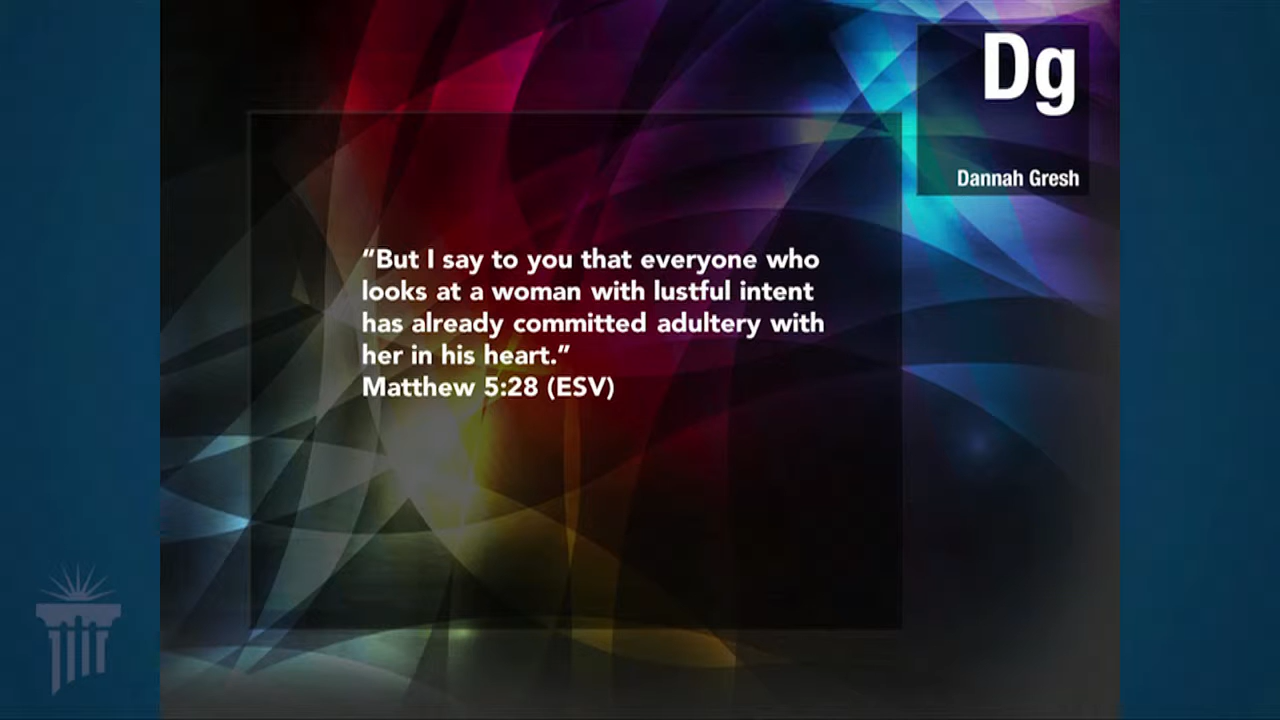 Dg
Dannah Gresh
“But I say to you that everyone who
looks at a woman with lustful intent
has already committed adultery with
her in his heart.”
Matthew 5:28 (ESV)